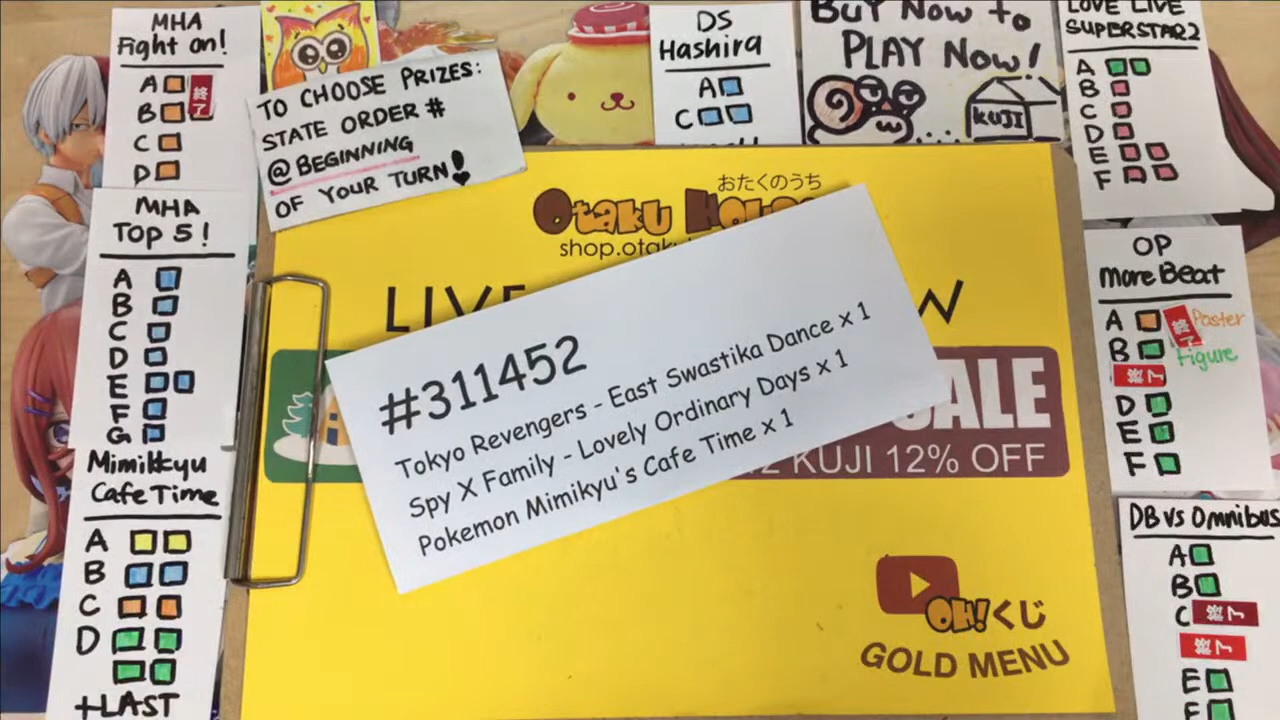 MHA
Fight on!
A
終了
B
C
D
MHA
TOP 5!
A
B
C
D
E
F
G
Mimikkyu
Cafe Time
A
B
C
D
+LAST
TO CHOOSE PRIZES:
STATE ORDER #
@ BEGINNING
OF YOUR TURN!
DS
Hashira
A
C
BUY NOW to
PLAY NOW!
KUJI
LOVE LIVE
SUPERSTAR2
A
B
C
D
E
F
OP
More Beat
A
終了
Poster
B
Figure
終了
D
E
F
DB VS Omnibus
A
B
C
終了
終了
E
F
おたくのうち
Otaku
shop.
LIVE
W
SALE
KUJI 12% OFF
#311452
Tokyo Revengers - East Swastika Dance x 1
Spy X Family - Lovely Ordinary Days x 1
Pokemon Mimikyu's Cafe Time x 1
OH!くじ
GOLD MENU